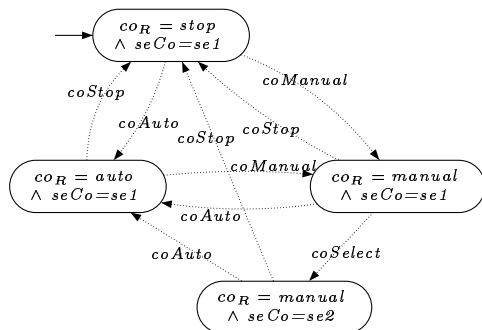 co_R = stop
∧ seCo=se1
coManual
coStop
coAuto
coStop
coStop
coManual
co_R = auto
∧ seCo=se1
co_R = manual
∧ seCo=se1
coAuto
coSelect
coAuto
co_R = manual
∧ seCo=se2